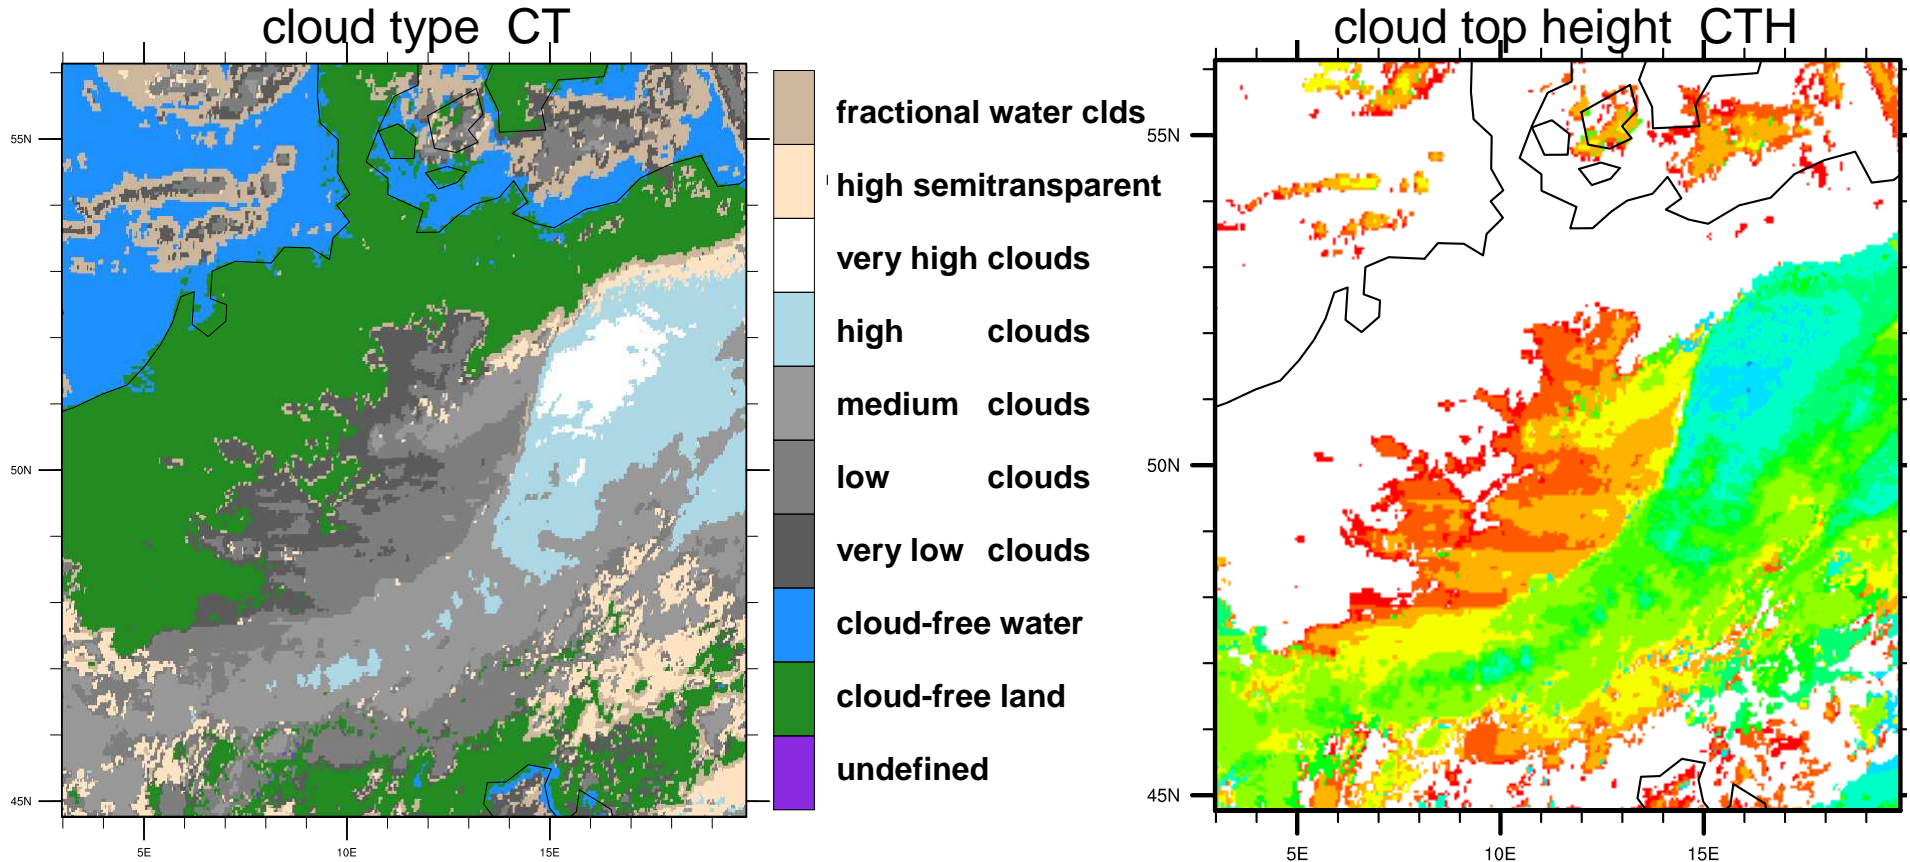 cloud type CT
55N
50N
45N
5E
10E
15E
fractional water clds
high semitransparent
very high clouds
high clouds
medium clouds
low clouds
very low clouds
cloud-free water
cloud-free land
undefined
cloud top height CTH
55N
50N
45N
5E
10E
15E